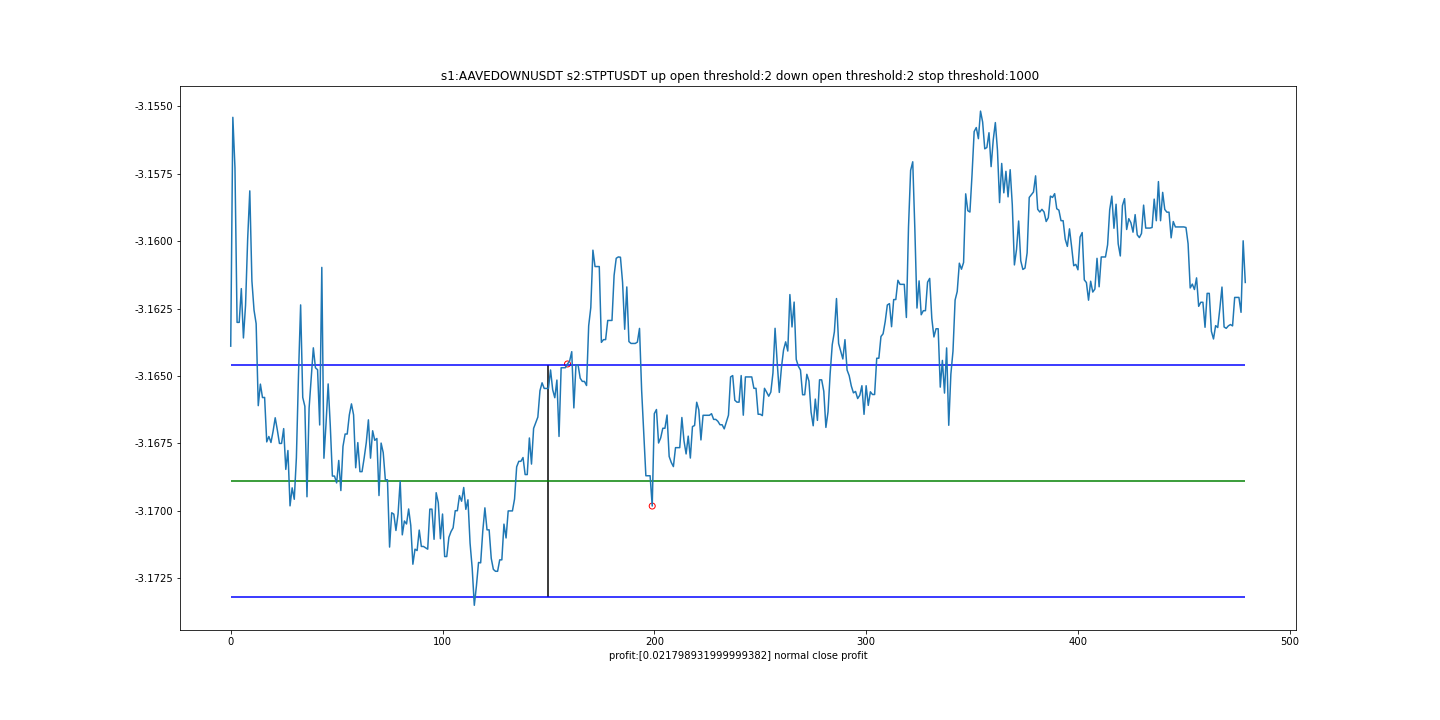 s1:AAVEDOWNUSDT s2:STPTUSDT up open threshold:2 down open threshold:2 stop threshold:1000
-3.1550
-3.1575
-3.1600
-3.1625
-3.1650
-3.1675
-3.1700
-3.1725
0 100 200 300 400 500
profit:[0.021798931999999382] normal close profit